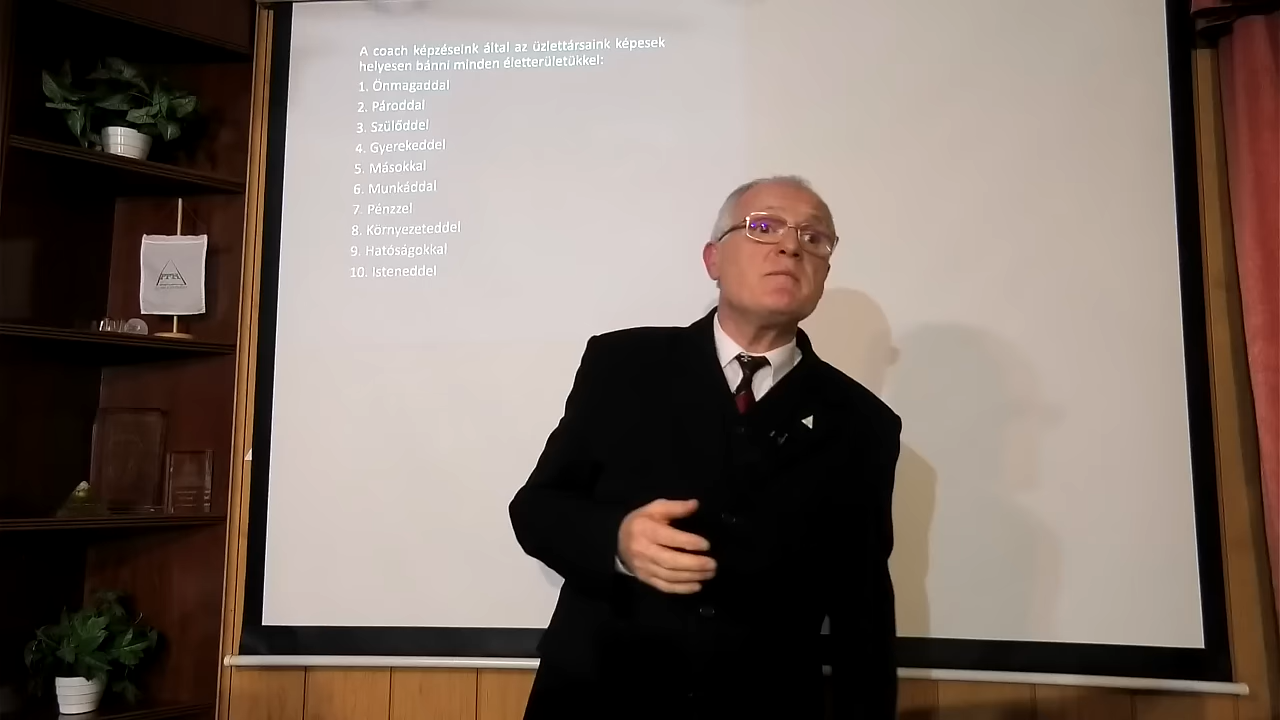 A coach képzéseink által az üzlettársaink képesek
helyesen bánni minden életterületükkel:
1. Önmagaddal
2. Pároddal
3. Szülőddel
4. Gyerekeddel
5. Másokkal
6. Munkáddal
7. Pénzzel
8. Környezeteddel
9. Hatóságokkal
10. Isteneddel